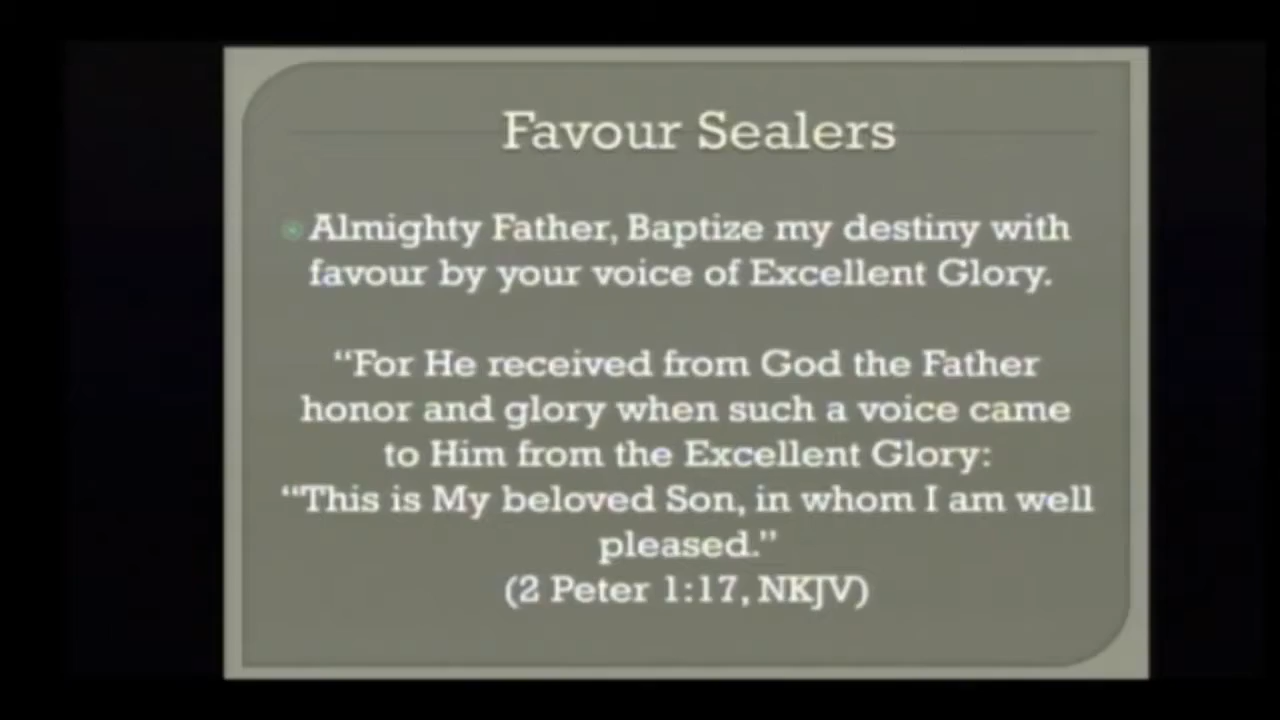 Favour Sealers
Almighty Father, Baptize my destiny with
favour by your voice of Excellent Glory.
“For He received from God the Father
honor and glory when such a voice came
to Him from the Excellent Glory:
“This is My beloved Son, in whom I am well
pleased.”
(2 Peter 1:17, NKJV)